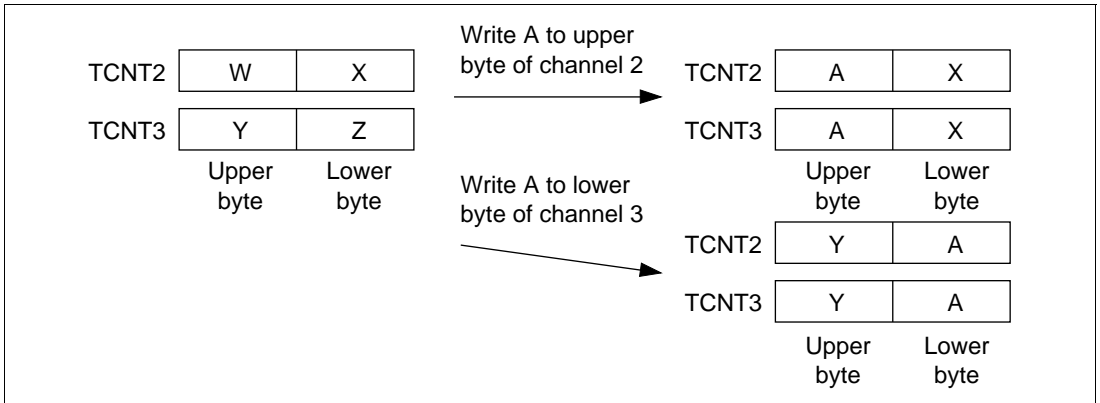 Write A to upper
byte of channel 2
TCNT2 W X
TCNT3 Y Z
Upper Lower
byte byte
TCNT2 A X
TCNT3 A X
Upper Lower
byte byte
Write A to lower
byte of channel 3
TCNT2 Y A
TCNT3 Y A
Upper Lower
byte byte